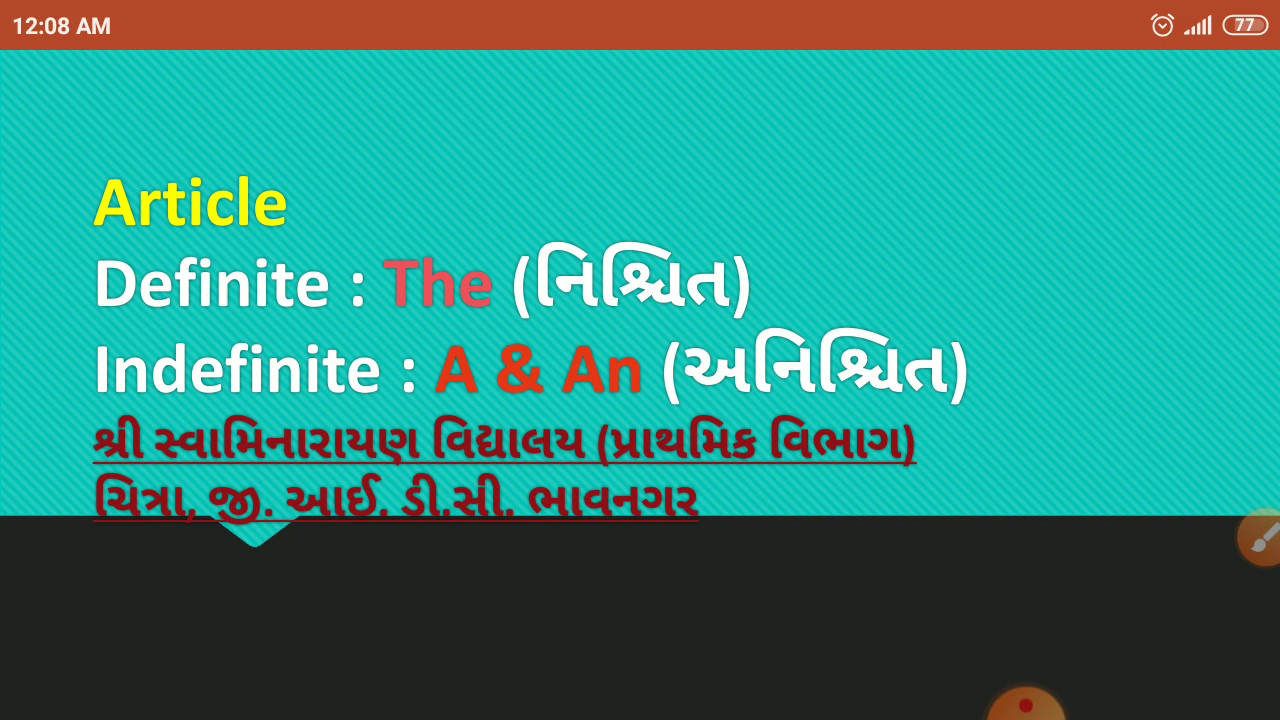 12:08 AM 77
Article
Definite : The (નિશ્ચિત)
Indefinite : A & An (અનિશ્ચિત)
શ્રી સ્વામિનારાયણ વિદ્યાલય (પ્રાથમિક વિભાગ)
ચિત્રા, જી. આઈ. ડી.સી. ભાવનગર